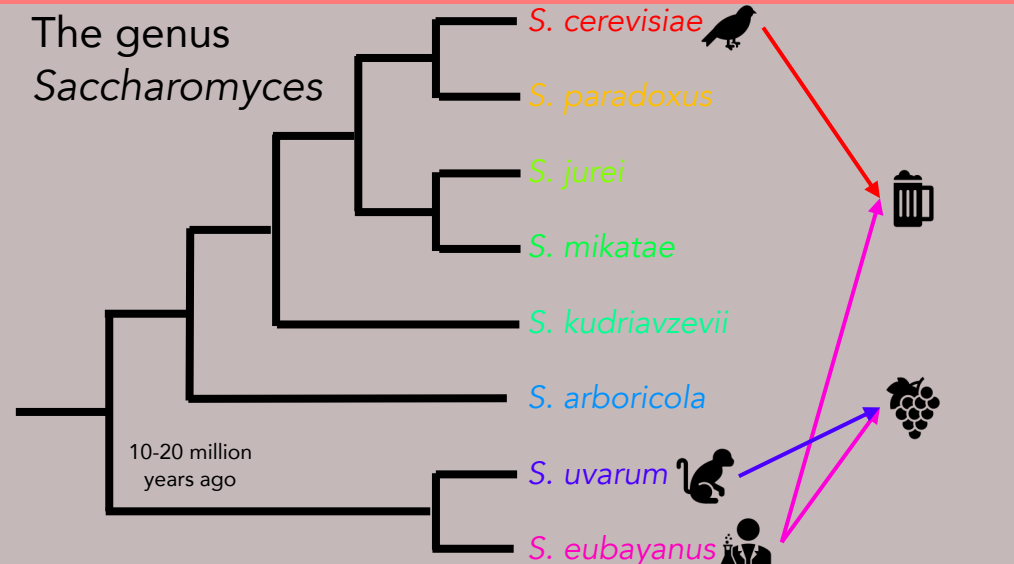 The genus
Saccharomyces
S. cerevisiae
S. paradoxus
S. jurei
S. mikatae
S. kudriavzevii
S. arboricola
10-20 million
years ago
S. uvarum
S. eubayanus